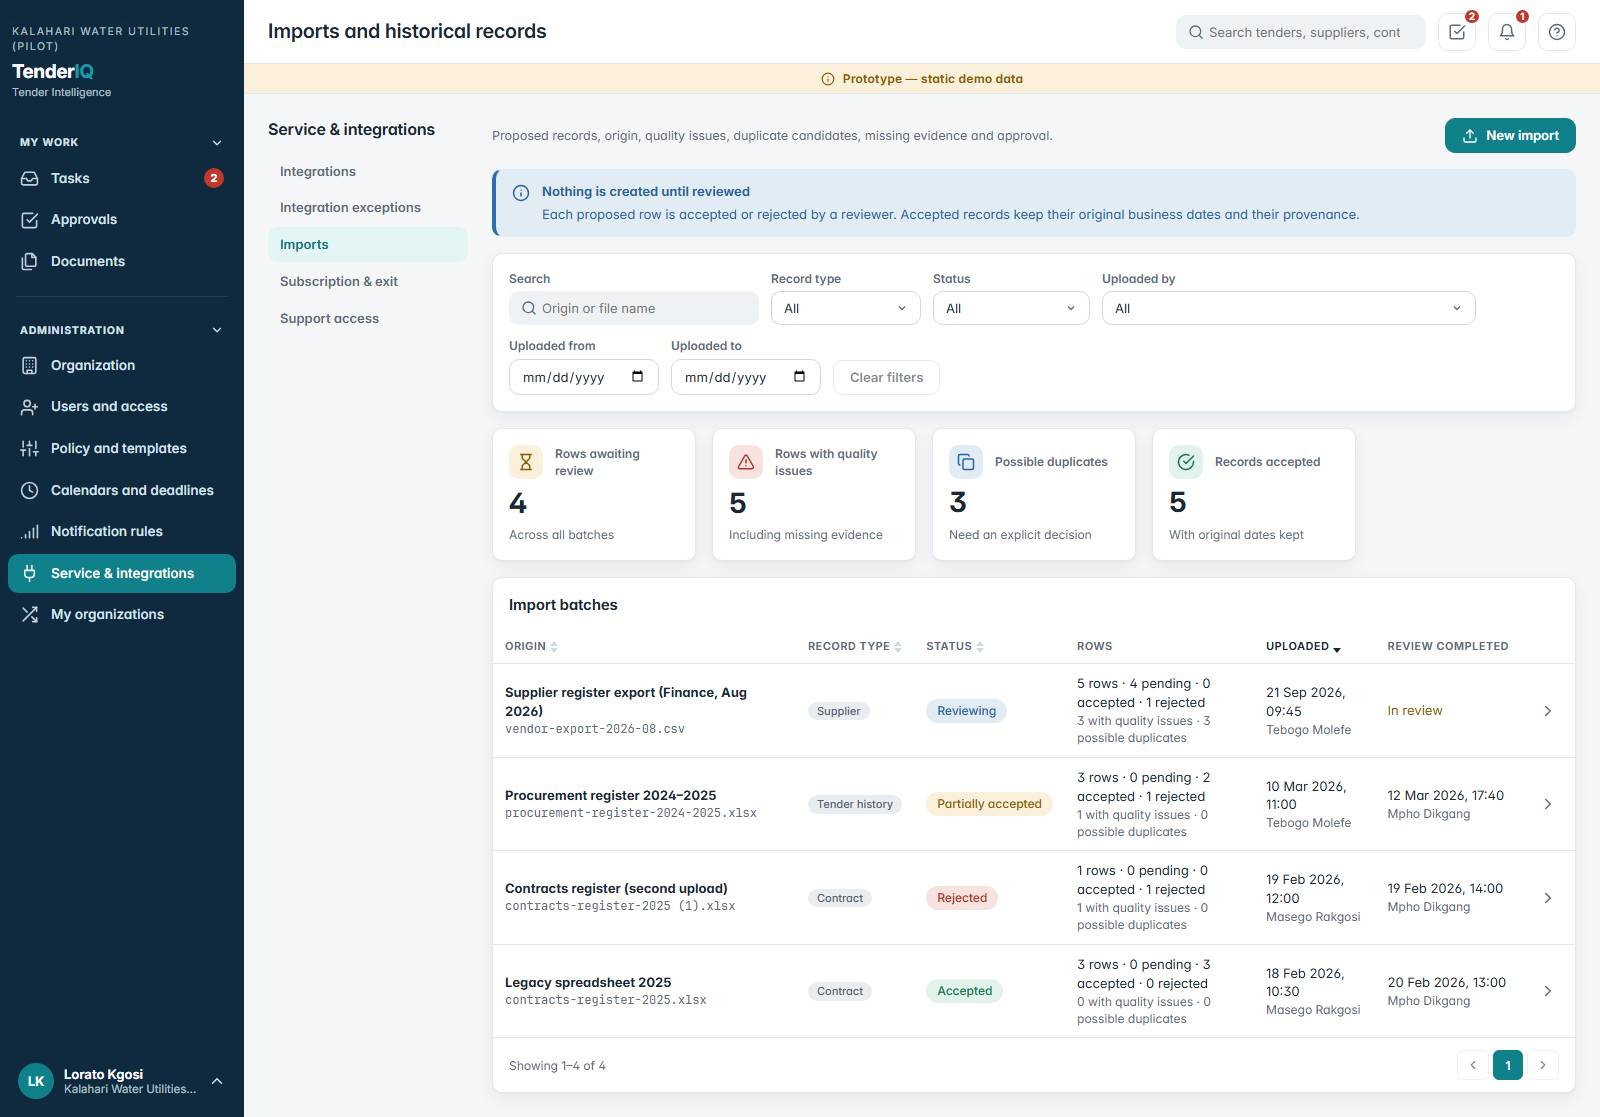 KALAHARI WATER UTILITIES
(PILOT)
TenderIQ
Tender Intelligence
MY WORK
Tasks
2
Approvals
Documents
ADMINISTRATION
Organization
Users and access
Policy and templates
Calendars and deadlines
Notification rules
Service & integrations
My organizations
LK
Lorato Kgosi
Kalahari Water Utilities...
Imports and historical records
Search tenders, suppliers, cont
2
1
Prototype — static demo data
Service & integrations
Integrations
Integration exceptions
Imports
Subscription & exit
Support access
Proposed records, origin, quality issues, duplicate candidates, missing evidence and approval.
New import
Nothing is created until reviewed
Each proposed row is accepted or rejected by a reviewer. Accepted records keep their original business dates and their provenance.
Search
Origin or file name
Record type
All
Status
All
Uploaded by
All
Uploaded from
mm/dd/yyyy
Uploaded to
mm/dd/yyyy
Clear filters
Rows awaiting
review
4
Across all batches
Rows with quality
issues
5
Including missing evidence
Possible duplicates
3
Need an explicit decision
Records accepted
5
With original dates kept
Import batches
ORIGIN
RECORD TYPE
STATUS
ROWS
UPLOADED
REVIEW COMPLETED
Supplier register export (Finance, Aug
2026)
vendor-export-2026-08.csv
Supplier
Reviewing
5 rows · 4 pending · 0
accepted · 1 rejected
3 with quality issues · 3
possible duplicates
21 Sep 2026,
09:45
Tebogo Molefe
In review
Procurement register 2024–2025
procurement-register-2024-2025.xlsx
Tender history
Partially accepted
3 rows · 0 pending · 2
accepted · 1 rejected
1 with quality issues · 0
possible duplicates
10 Mar 2026,
11:00
Tebogo Molefe
12 Mar 2026, 17:40
Mpho Dikgang
Contracts register (second upload)
contracts-register-2025 (1).xlsx
Contract
Rejected
1 rows · 0 pending · 0
accepted · 1 rejected
1 with quality issues · 0
possible duplicates
19 Feb 2026,
12:00
Masego Rakgosi
19 Feb 2026, 14:00
Mpho Dikgang
Legacy spreadsheet 2025
contracts-register-2025.xlsx
Contract
Accepted
3 rows · 0 pending · 3
accepted · 0 rejected
0 with quality issues · 0
possible duplicates
18 Feb 2026,
10:30
Masego Rakgosi
20 Feb 2026, 13:00
Mpho Dikgang
Showing 1–4 of 4
1